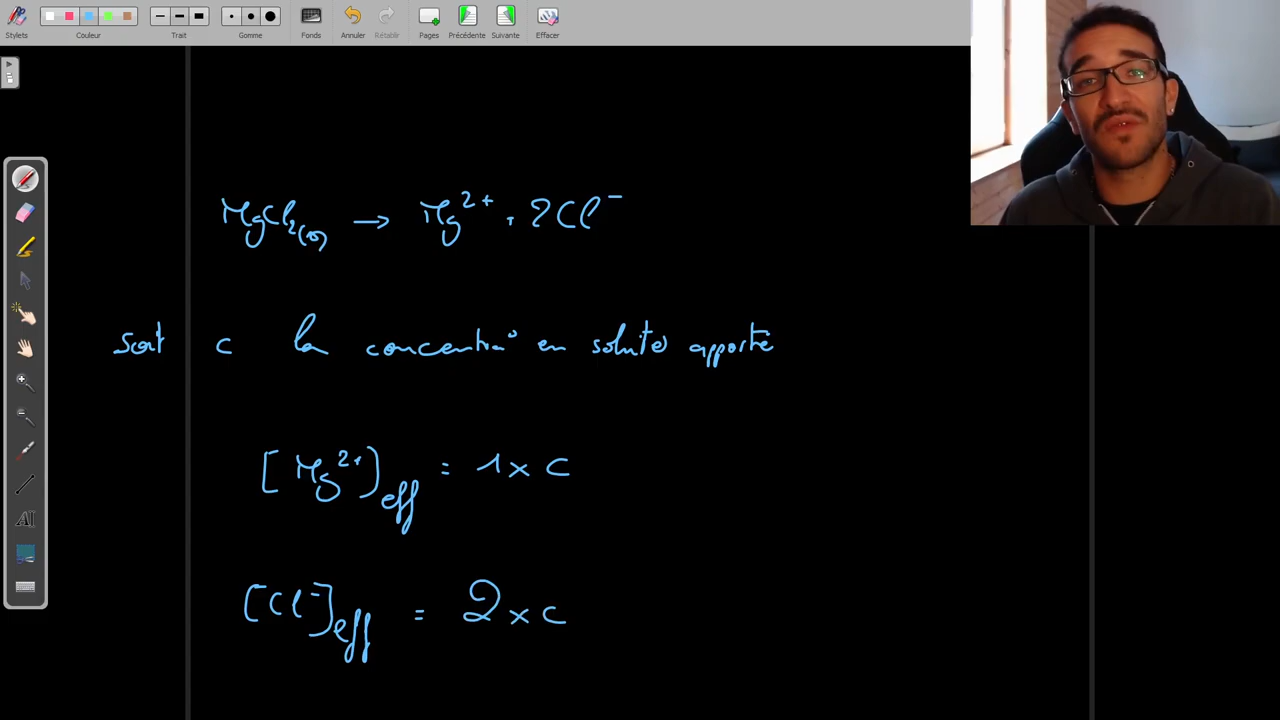 Stylets Couleur Trait Gomme Fonds Annuler Rétablir Pages Précédente Suivante Effacer
MgCl₂(s) → Mg²⁺ + 2Cl⁻
Soit c la concentra° en soluté apporté
[Mg²⁺]eff = 1 × c
[Cl⁻]eff = 2 × c